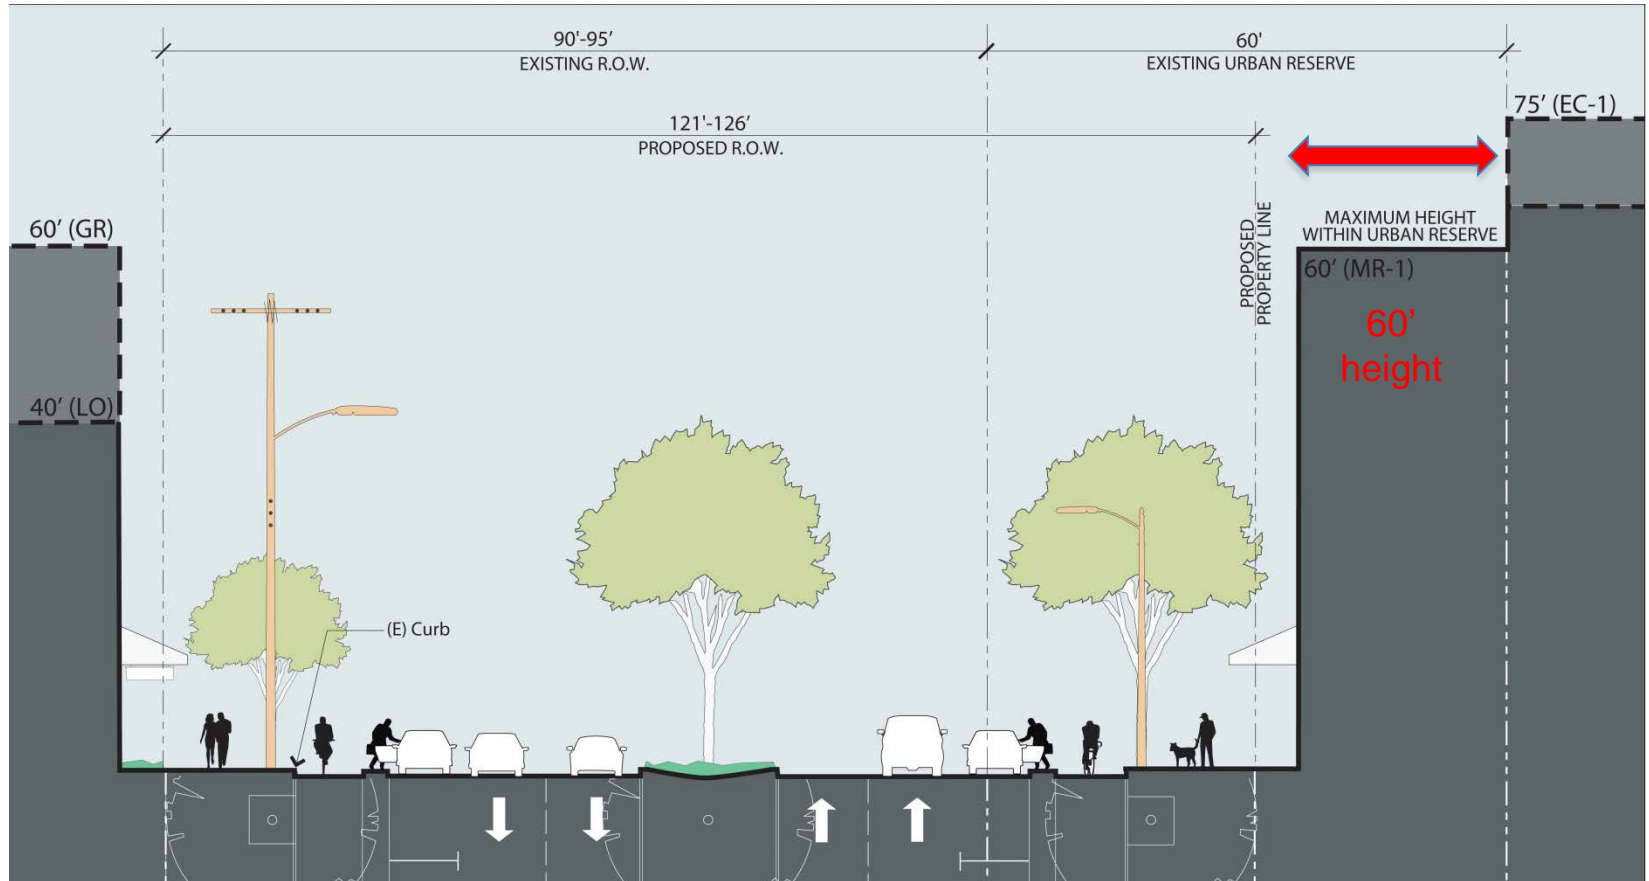 90'-95'
EXISTING R.O.W.
60'
EXISTING URBAN RESERVE
75' (EC-1)
121'-126'
PROPOSED R.O.W.
PROPOSED
PROPERTY LINE
MAXIMUM HEIGHT
WITHIN URBAN RESERVE
60' (GR)
60' (MR-1)
60'
height
40' (LO)
(E) Curb